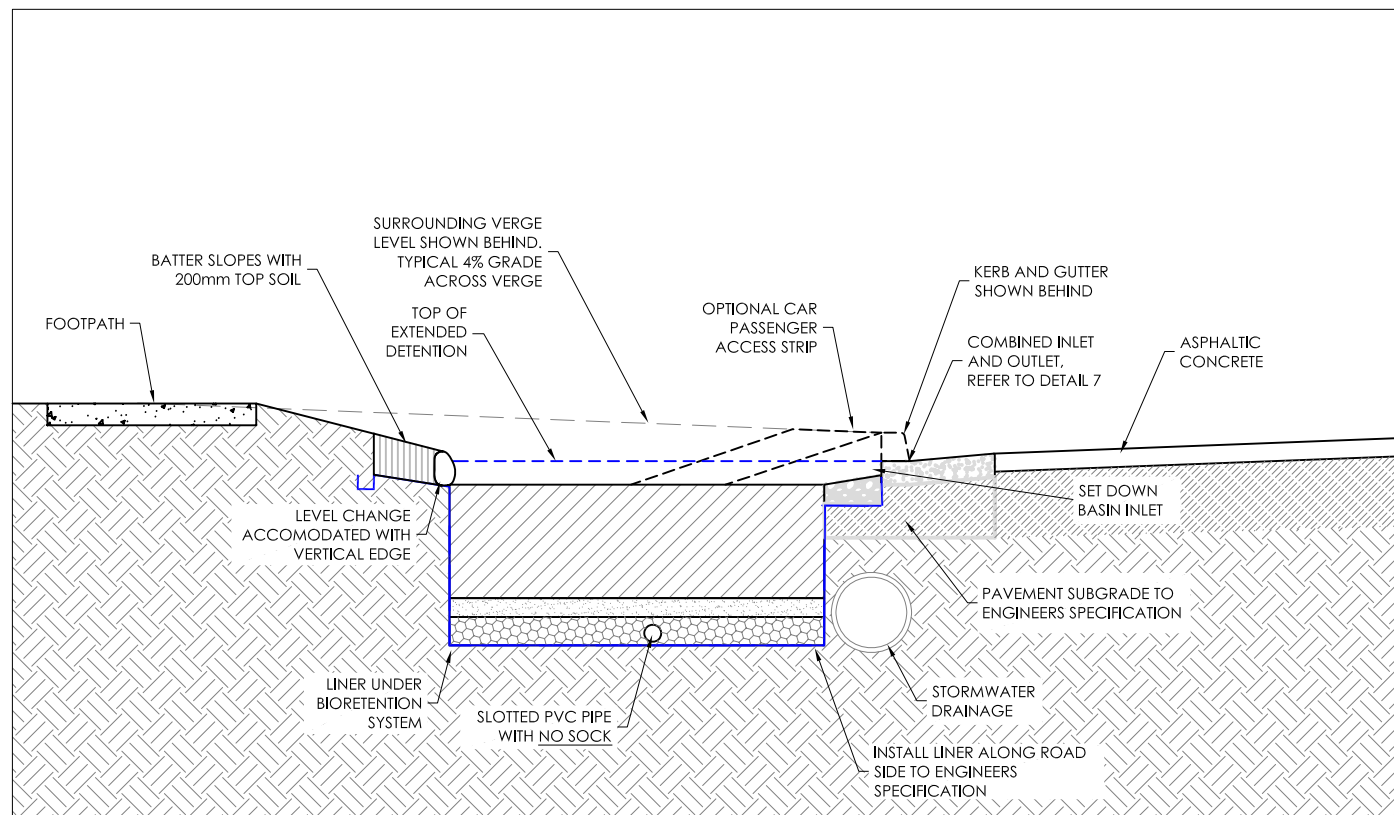 SURROUNDING VERGE
LEVEL SHOWN BEHIND.
TYPICAL 4% GRADE
ACROSS VERGE
BATTER SLOPES WITH
200mm TOP SOIL
KERB AND GUTTER
SHOWN BEHIND
FOOTPATH
TOP OF
EXTENDED
DETENTION
OPTIONAL CAR
PASSENGER
ACCESS STRIP
COMBINED INLET
AND OUTLET,
REFER TO DETAIL 7
ASPHALTIC
CONCRETE
LEVEL CHANGE
ACCOMODATED WITH
VERTICAL EDGE
SET DOWN
BASIN INLET
PAVEMENT SUBGRADE TO
ENGINEERS SPECIFICATION
LINER UNDER
BIORETENTION
SYSTEM
SLOTTED PVC PIPE
WITH NO SOCK
STORMWATER
DRAINAGE
INSTALL LINER ALONG ROAD
SIDE TO ENGINEERS
SPECIFICATION